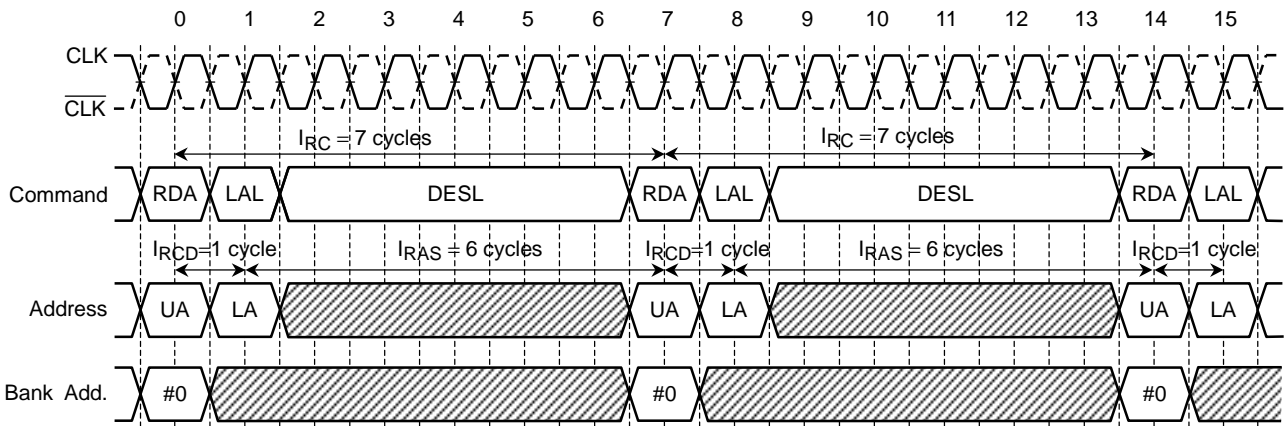 0 1 2 3 4 5 6 7 8 9 10 11 12 13 14 15
CLK
CLK
IRC = 7 cycles IRC = 7 cycles
Command RDA LAL DESL RDA LAL DESL RDA LAL
IRCD=1 cycle IRAS = 6 cycles IRCD=1 cycle IRAS = 6 cycles IRCD=1 cycle
Address UA LA UA LA UA LA
Bank Add. #0 #0 #0